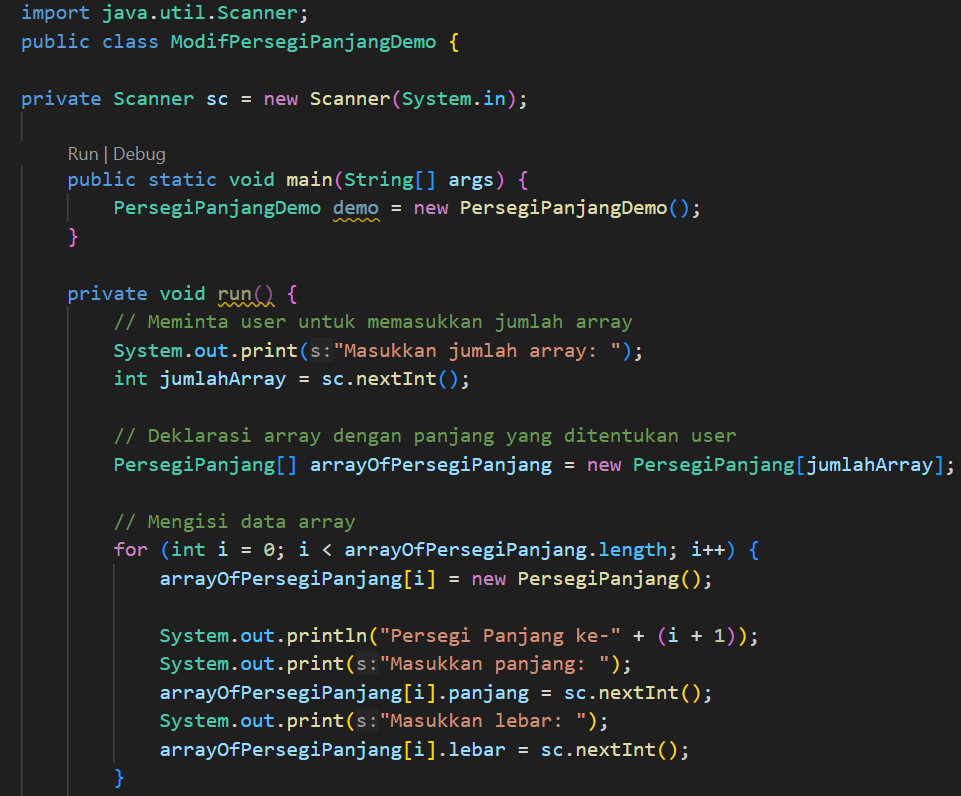 import java.util.Scanner;
public class ModifPersegiPanjangDemo {
private Scanner sc = new Scanner(System.in);
Run | Debug
public static void main(String[] args) {
PersegiPanjangDemo demo = new PersegiPanjangDemo();
}
private void run() {
// Meminta user untuk memasukkan jumlah array
System.out.print(s:"Masukkan jumlah array: ");
int jumlahArray = sc.nextInt();
// Deklarasi array dengan panjang yang ditentukan user
PersegiPanjang[] arrayOfPersegiPanjang = new PersegiPanjang[jumlahArray];
// Mengisi data array
for (int i = 0; i < arrayOfPersegiPanjang.length; i++) {
arrayOfPersegiPanjang[i] = new PersegiPanjang();
System.out.println("Persegi Panjang ke-" + (i + 1));
System.out.print(s:"Masukkan panjang: ");
arrayOfPersegiPanjang[i].panjang = sc.nextInt();
System.out.print(s:"Masukkan lebar: ");
arrayOfPersegiPanjang[i].lebar = sc.nextInt();
}